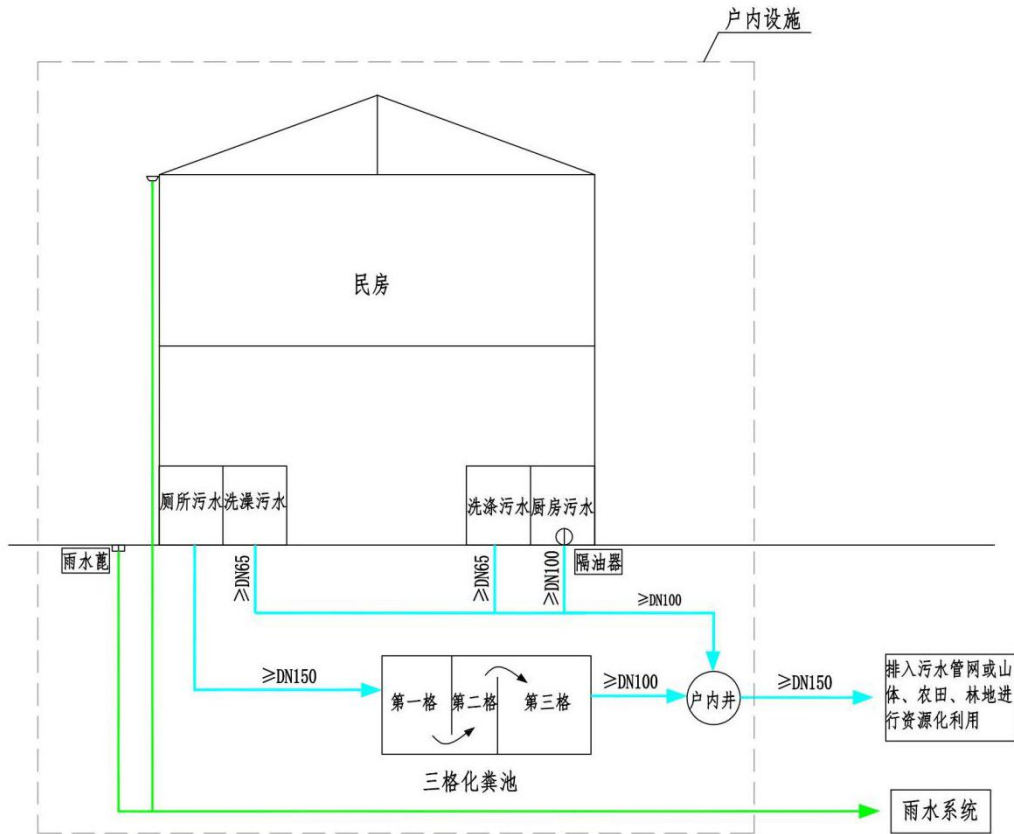 户内设施
民房
厕所污水
洗澡污水
洗涤污水
厨房污水
雨水蓖
隔油器
≥DN65
≥DN65
≥DN100
≥DN100
≥DN150
第一格
第二格
第三格
≥DN100
户内井
≥DN150
排入污水管网或山
体、农田、林地进
行资源化利用
三格化粪池
雨水系统